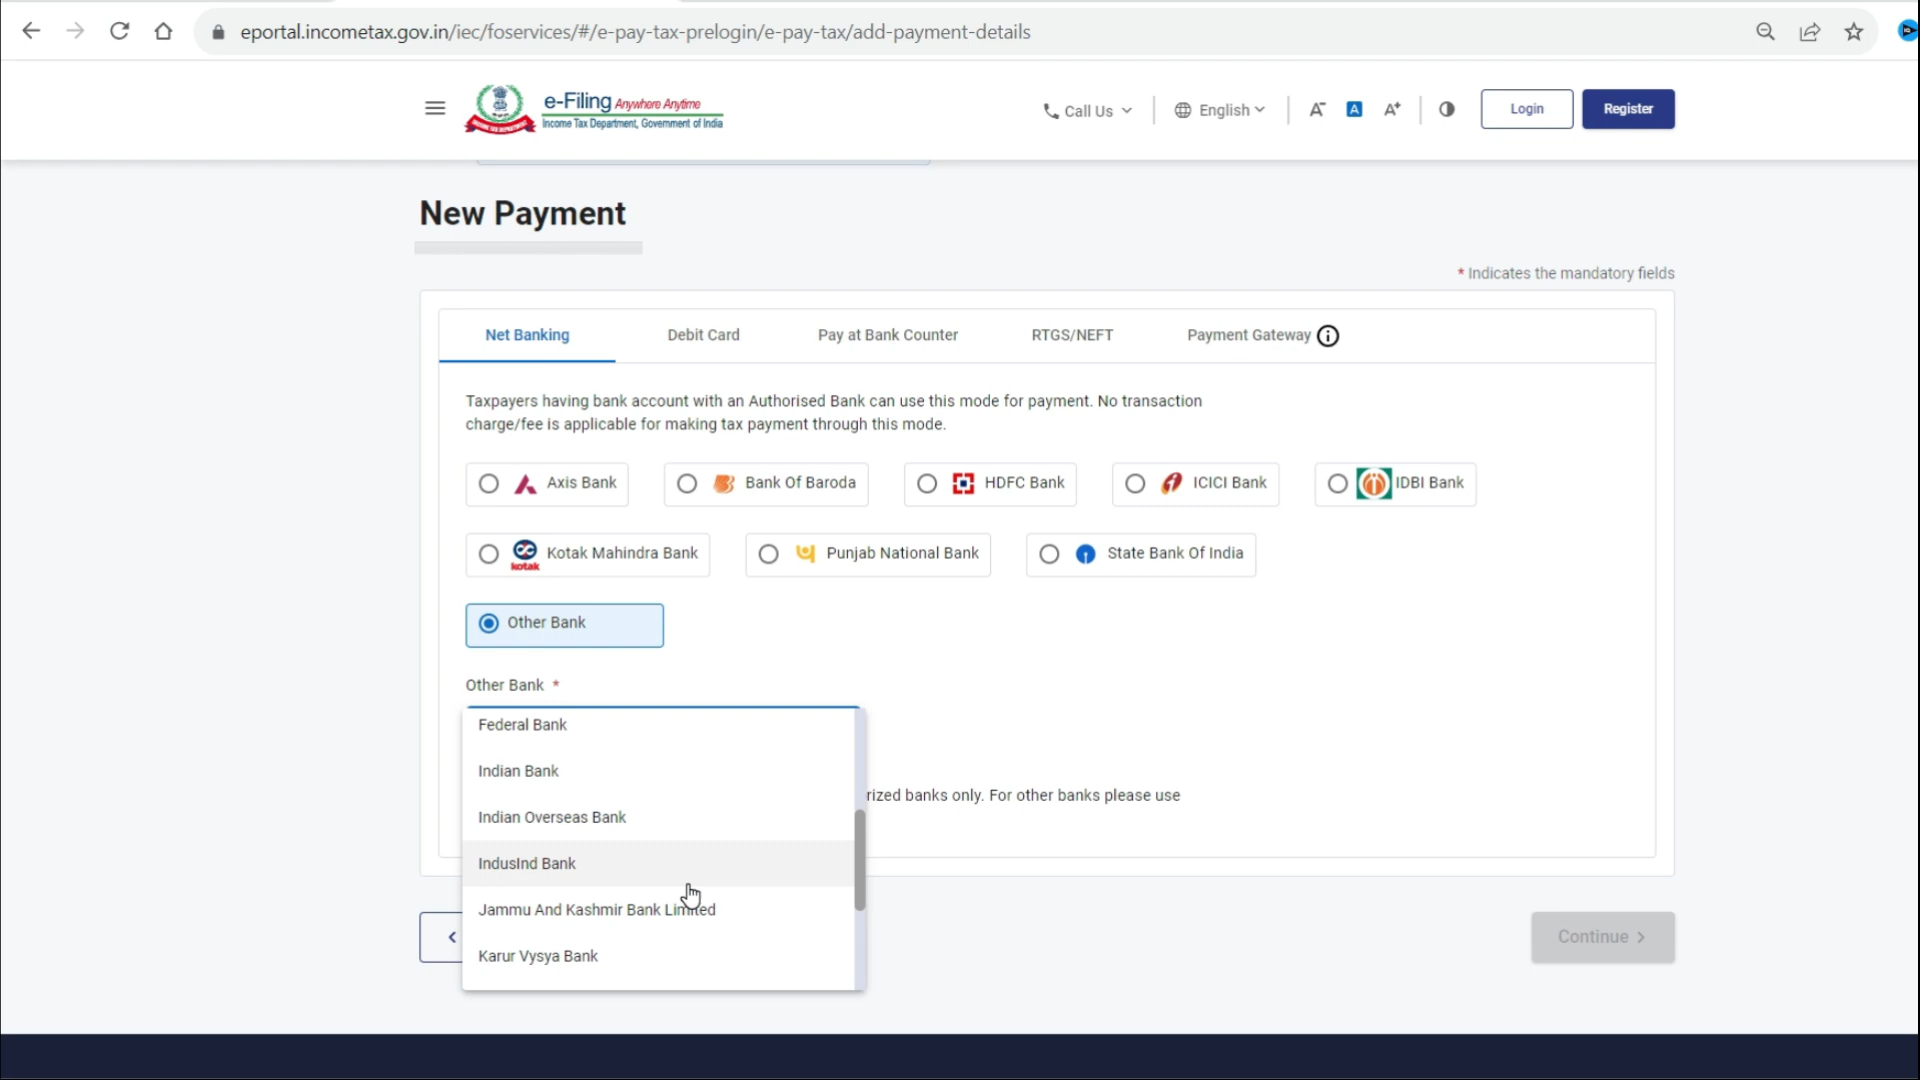 eportal.incometax.gov.in/iec/foservices/#/e-pay-tax-prelogin/e-pay-tax/add-payment-details
e-Filing Anywhere Anytime
Income Tax Department, Government of India
Call Us
English
A-
A
A+
Login
Register
New Payment
* Indicates the mandatory fields
Net Banking
Debit Card
Pay at Bank Counter
RTGS/NEFT
Payment Gateway
Taxpayers having bank account with an Authorised Bank can use this mode for payment. No transaction
charge/fee is applicable for making tax payment through this mode.
Axis Bank
Bank Of Baroda
HDFC Bank
ICICI Bank
IDBI Bank
kotak
Kotak Mahindra Bank
Punjab National Bank
State Bank Of India
Other Bank
Other Bank *
Federal Bank
Indian Bank
rized banks only. For other banks please use
Indian Overseas Bank
IndusInd Bank
Jammu And Kashmir Bank Limited
Karur Vysya Bank
Continue